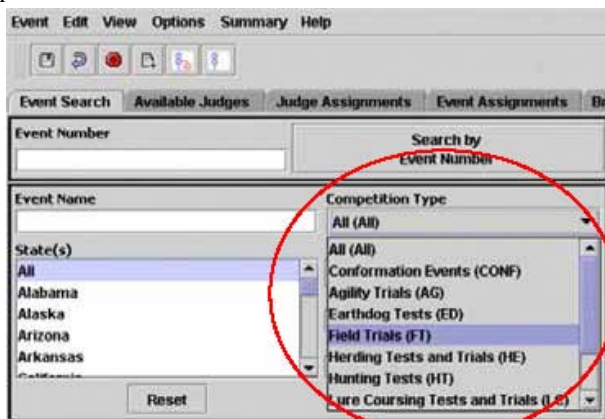 Event Edit View Options Summary Help
Event Search Available Judges Judge Assignments Event Assignments
Event Number
Search by
Event Number
Event Name
Competition Type
All (All)
State(s)
All
Alabama
Alaska
Arizona
Arkansas
All (All)
Conformation Events (CONF)
Agility Trials (AG)
Earthdog Tests (ED)
Field Trials (FT)
Herding Tests and Trials (HE)
Hunting Tests (HT)
Lure Coursing Tests and Trials (LC)
Reset